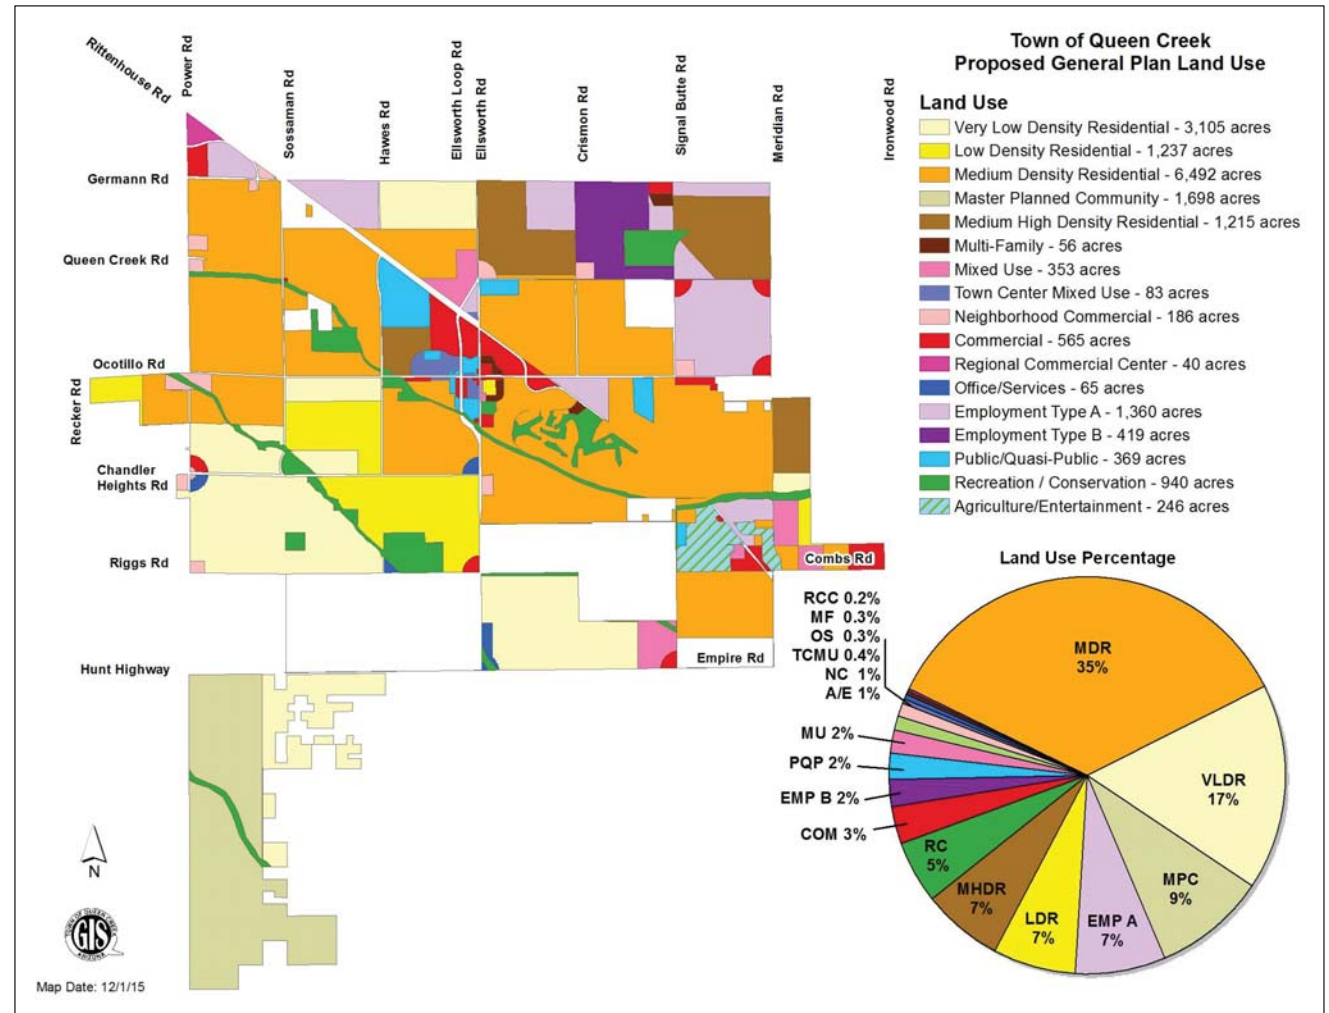 Town of Queen Creek
Proposed General Plan Land Use
Land Use
Very Low Density Residential - 3,105 acres
Low Density Residential - 1,237 acres
Medium Density Residential - 6,492 acres
Master Planned Community - 1,698 acres
Medium High Density Residential - 1,215 acres
Multi-Family - 56 acres
Mixed Use - 353 acres
Town Center Mixed Use - 83 acres
Neighborhood Commercial - 186 acres
Commercial - 565 acres
Regional Commercial Center - 40 acres
Office/Services - 65 acres
Employment Type A - 1,360 acres
Employment Type B - 419 acres
Public/Quasi-Public - 369 acres
Recreation / Conservation - 940 acres
Agriculture/Entertainment - 246 acres
Rittenhouse Rd
Power Rd
Sossaman Rd
Hawes Rd
Ellsworth Loop Rd
Ellsworth Rd
Crismon Rd
Signal Butte Rd
Meridian Rd
Ironwood Rd
Germann Rd
Queen Creek Rd
Ocotillo Rd
Recker Rd
Chandler
Heights Rd
Riggs Rd
Combs Rd
Hunt Highway
Empire Rd
Land Use Percentage
RCC 0.2%
MF 0.3%
OS 0.3%
TCMU 0.4%
NC 1%
A/E 1%
MU 2%
PQP 2%
EMP B 2%
COM 3%
RC
5%
MHDR
7%
LDR
7%
EMP A
7%
MPC
9%
VLDR
17%
MDR
35%
N
TOWN OF QUEEN CREEK
GIS
ARIZONA
Map Date: 12/1/15